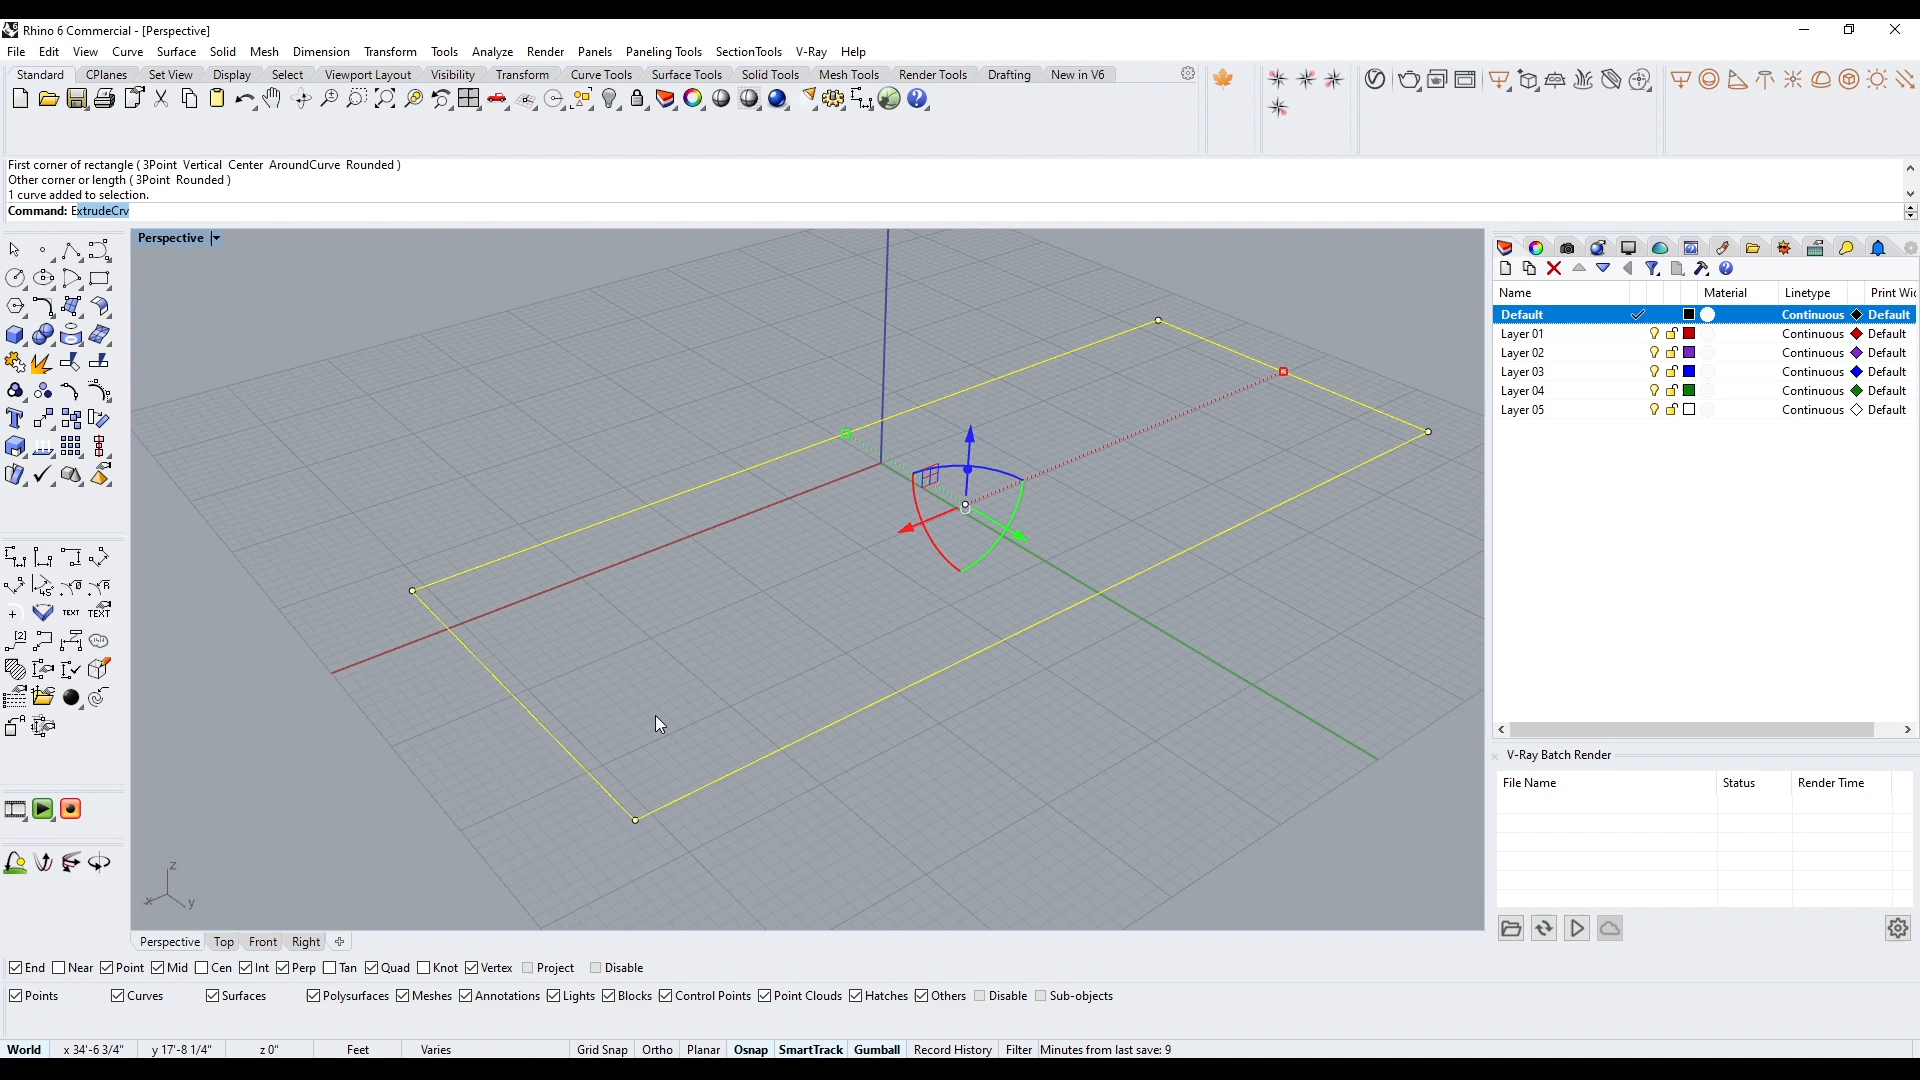 Rhino 6 Commercial - [Perspective]
File Edit View Curve Surface Solid Mesh Dimension Transform Tools Analyze Render Panels Paneling Tools SectionTools V-Ray Help
Standard CPlanes Set View Display Select Viewport Layout Visibility Transform Curve Tools Surface Tools Solid Tools Mesh Tools Render Tools Drafting New in V6
First corner of rectangle ( 3Point Vertical Center AroundCurve Rounded )
Other corner or length ( 3Point Rounded )
1 curve added to selection.
Command: ExtrudeCrv
Perspective
Name Material Linetype Print Wi
Default Continuous Default
Layer 01 Continuous Default
Layer 02 Continuous Default
Layer 03 Continuous Default
Layer 04 Continuous Default
Layer 05 Continuous Default
TEXT TEXT
V-Ray Batch Render
File Name Status Render Time
z
x y
Perspective Top Front Right
End Near Point Mid Cen Int Perp Tan Quad Knot Vertex Project Disable
Points Curves Surfaces Polysurfaces Meshes Annotations Lights Blocks Control Points Point Clouds Hatches Others Disable Sub-objects
World x 34'-6 3/4" y 17'-8 1/4" z 0" Feet Varies Grid Snap Ortho Planar Osnap SmartTrack Gumball Record History Filter Minutes from last save: 9